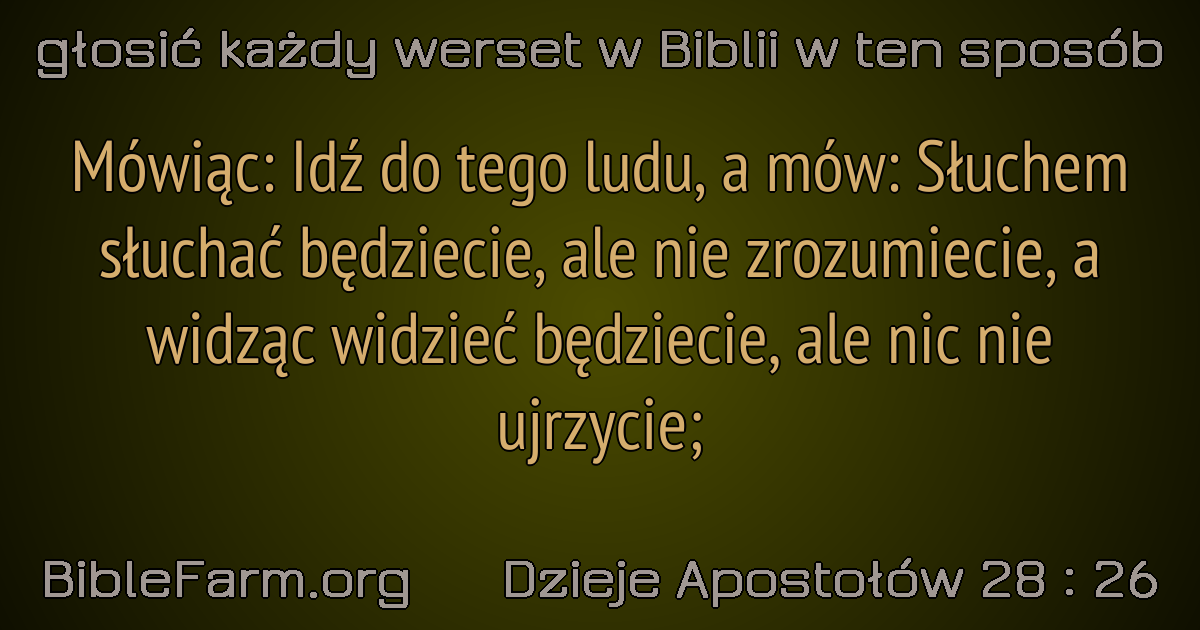 głosić każdy werset w Biblii w ten sposób
Mówiąc: Idź do tego ludu, a mów: Słuchem
słuchać będziecie, ale nie zrozumiecie, a
widząc widzieć będziecie, ale nic nie
ujrzycie;
BibleFarm.org Dzieje Apostołów 28 : 26